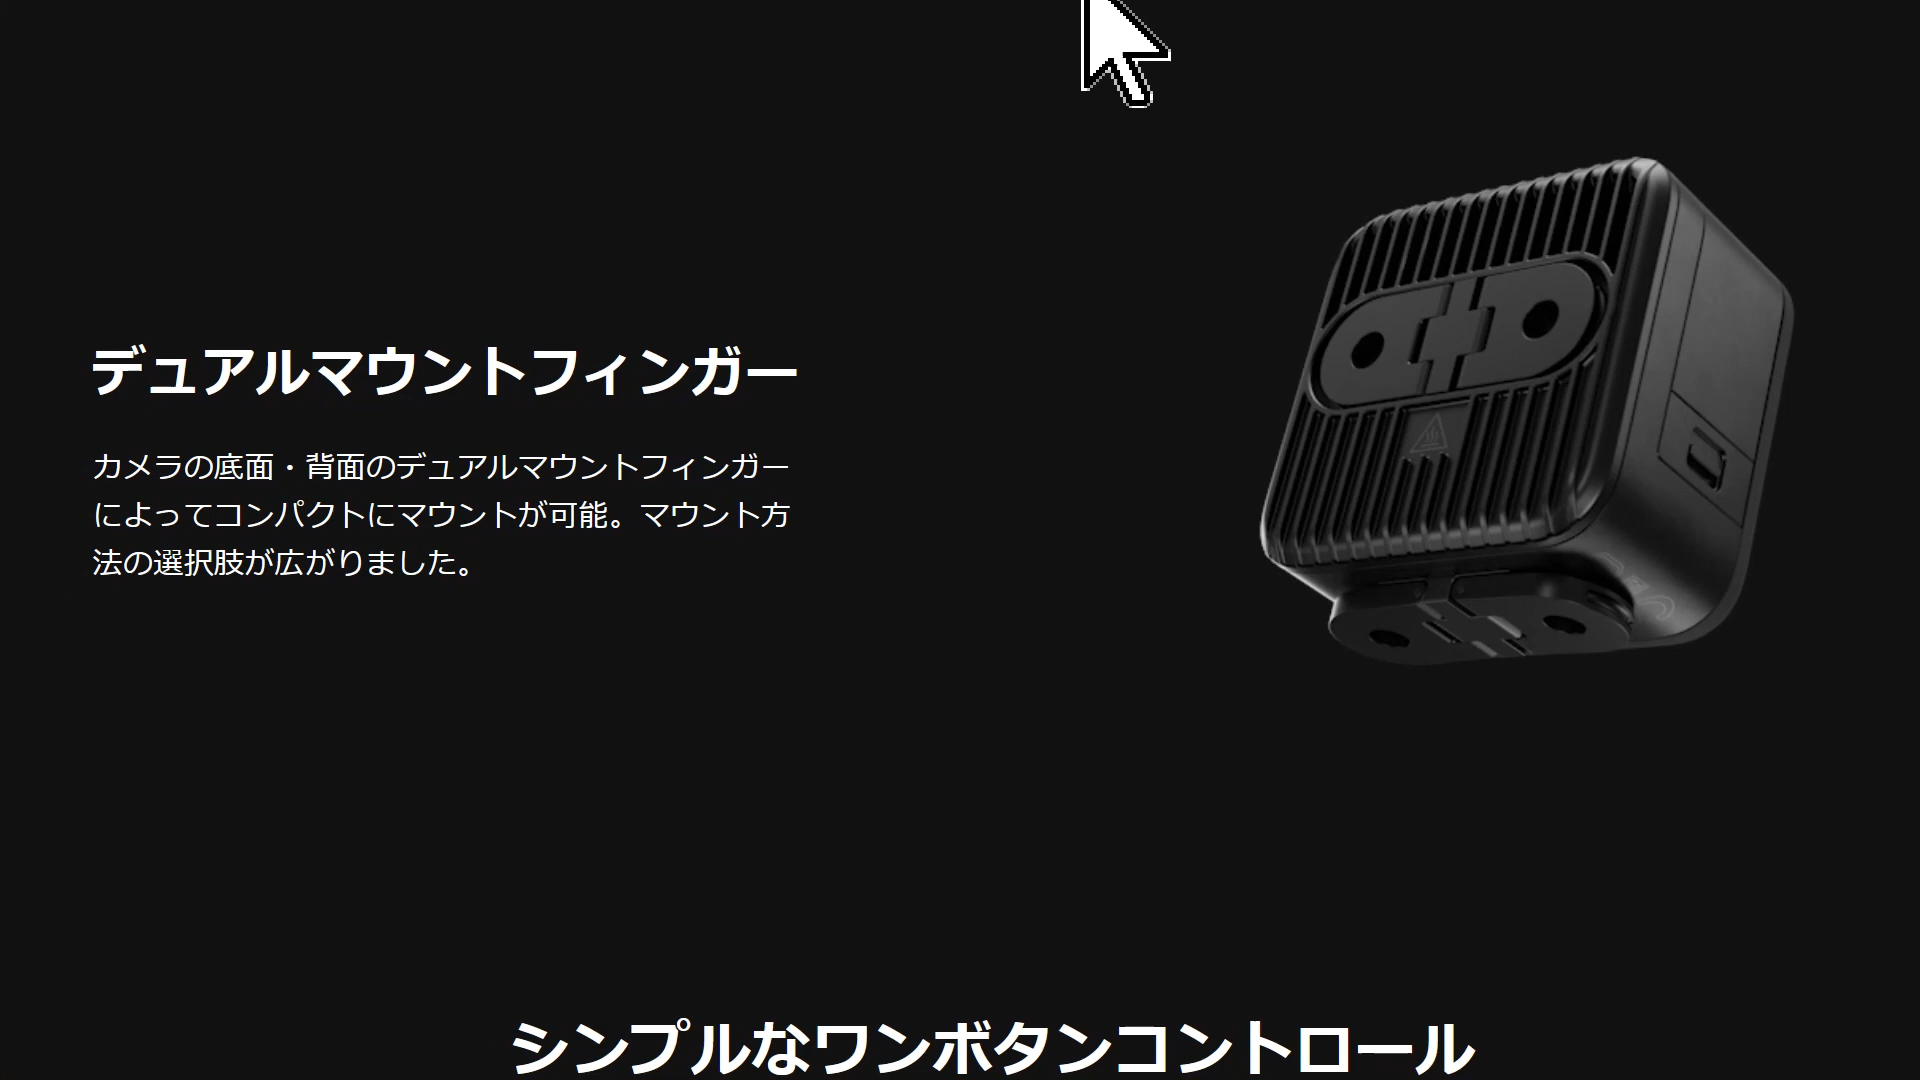 デュアルマウントフィンガー
カメラの底面・背面のデュアルマウントフィンガー
によってコンパクトにマウントが可能。マウント方
法の選択肢が広がりました。
シンプルなワンボタンコントロール